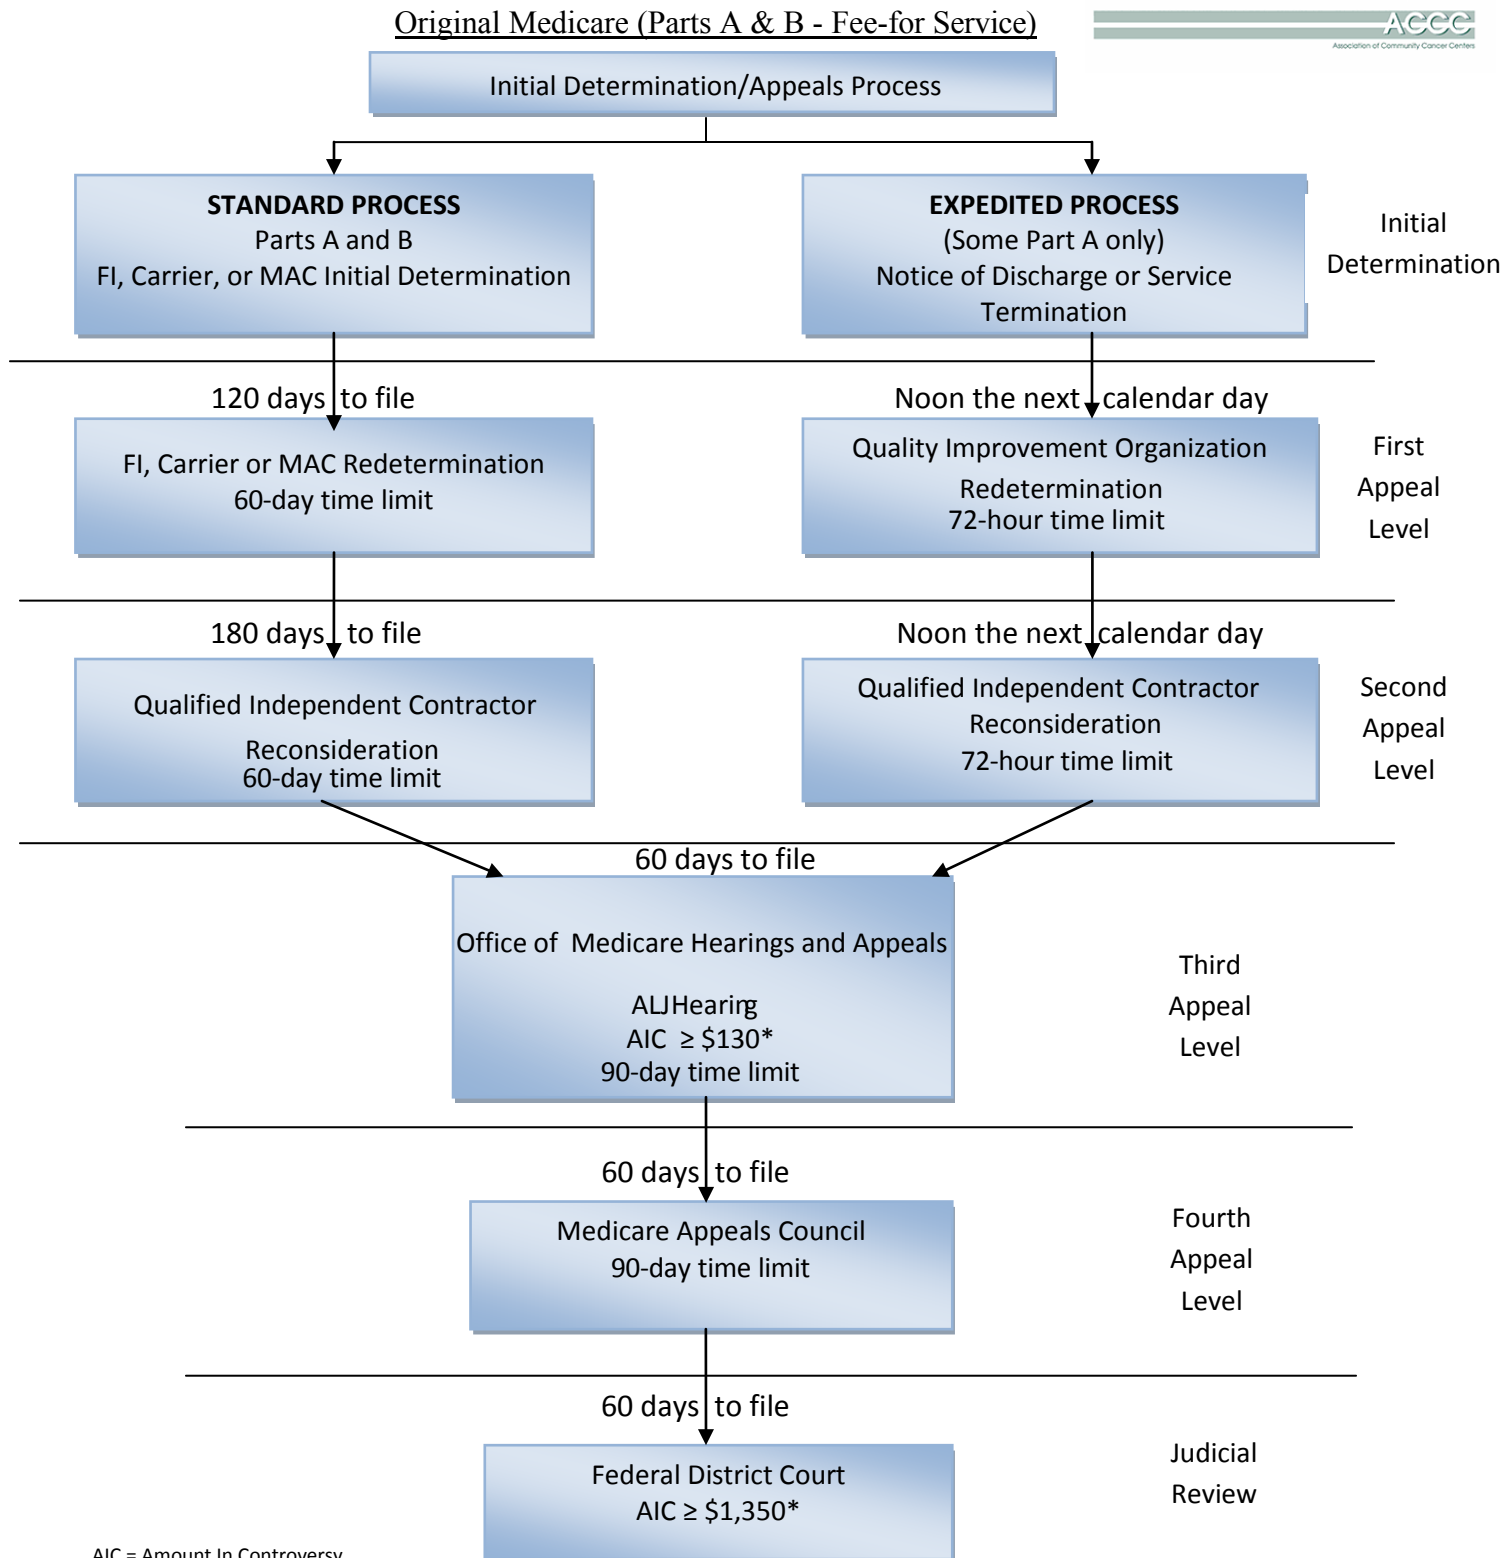 Original Medicare (Parts A & B - Fee-for Service)
ACCC
Association of Community Cancer Centers
Initial Determination/Appeals Process
STANDARD PROCESS
Parts A and B
FI, Carrier, or MAC Initial Determination
EXPEDITED PROCESS
(Some Part A only)
Notice of Discharge or Service
Termination
Initial
Determination
120 days to file
Noon the next calendar day
FI, Carrier or MAC Redetermination
60-day time limit
Quality Improvement Organization
Redetermination
72-hour time limit
First
Appeal
Level
180 days to file
Noon the next calendar day
Qualified Independent Contractor
Reconsideration
60-day time limit
Qualified Independent Contractor
Reconsideration
72-hour time limit
Second
Appeal
Level
60 days to file
Office of Medicare Hearings and Appeals
ALJ Hearing
AIC ≥ $130*
90-day time limit
Third
Appeal
Level
60 days to file
Medicare Appeals Council
90-day time limit
Fourth
Appeal
Level
60 days to file
Federal District Court
AIC ≥ $1,350*
Judicial
Review
AIC = Amount In Controversy